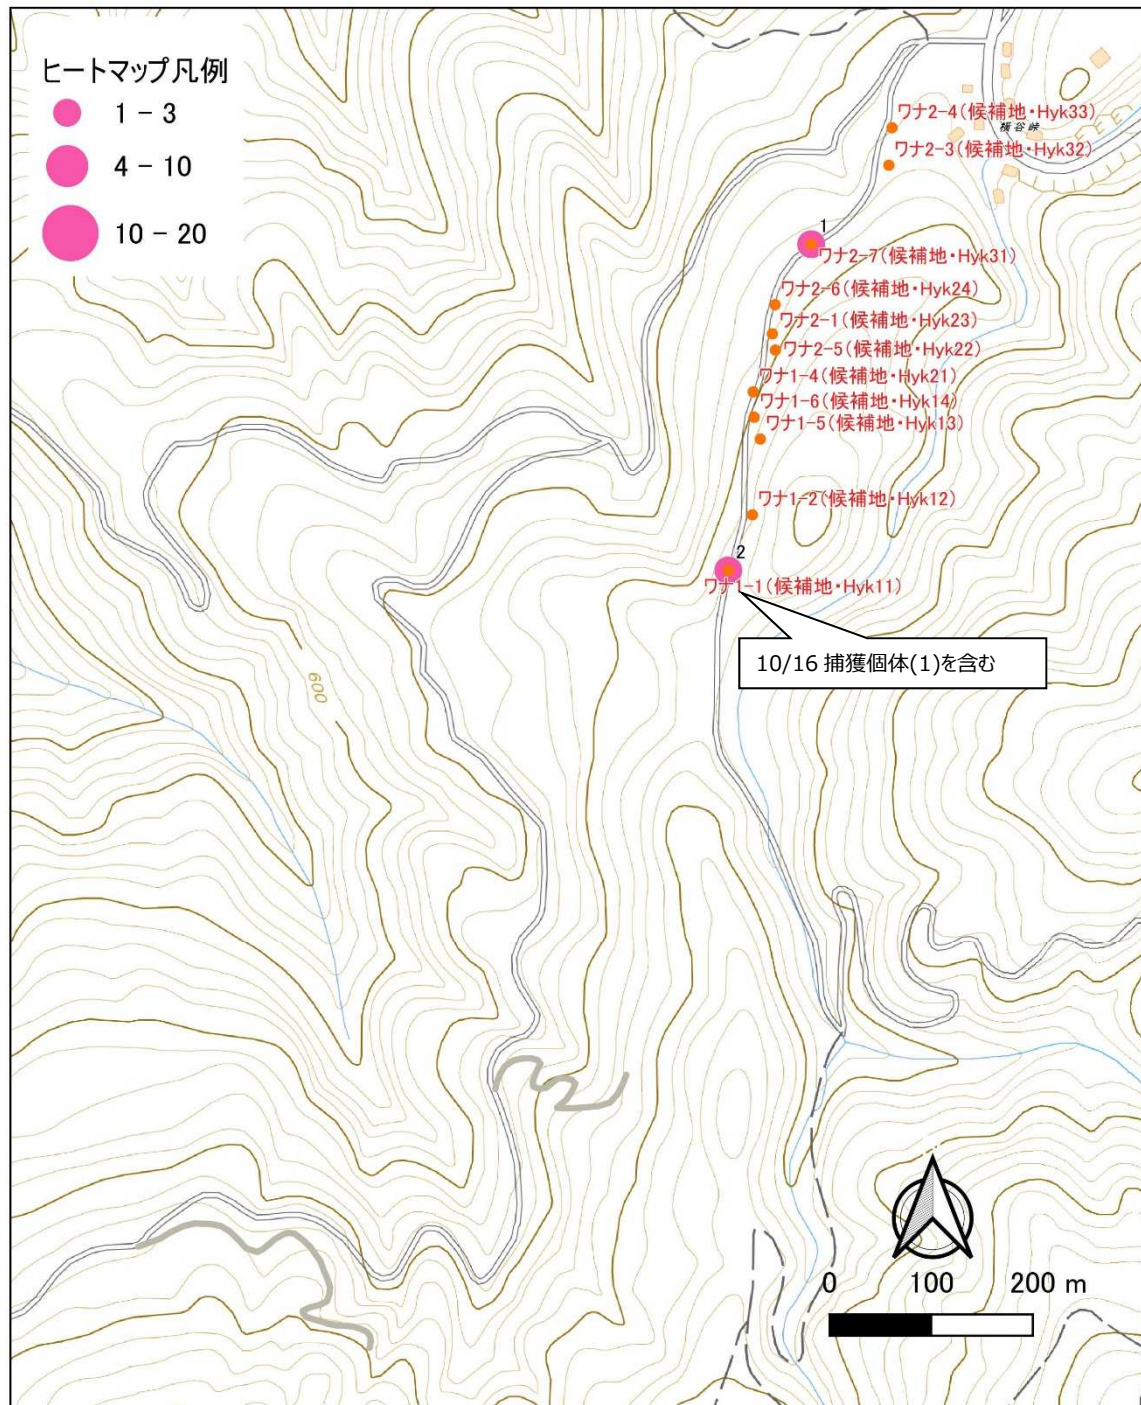 ヒートマップ凡例
1 - 3
4 - 10
10 - 20
ワナ2-4(候補地・Hyk33)
横谷峠
ワナ2-3(候補地・Hyk32)
1
ワナ2-7(候補地・Hyk31)
ワナ2-6(候補地・Hyk24)
ワナ2-1(候補地・Hyk23)
ワナ2-5(候補地・Hyk22)
ワナ1-4(候補地・Hyk21)
ワナ1-6(候補地・Hyk14)
ワナ1-5(候補地・Hyk13)
ワナ1-2(候補地・Hyk12)
2
ワナ1-1(候補地・Hyk11)
10/16 捕獲個体(1)を含む
600
0 100 200 m